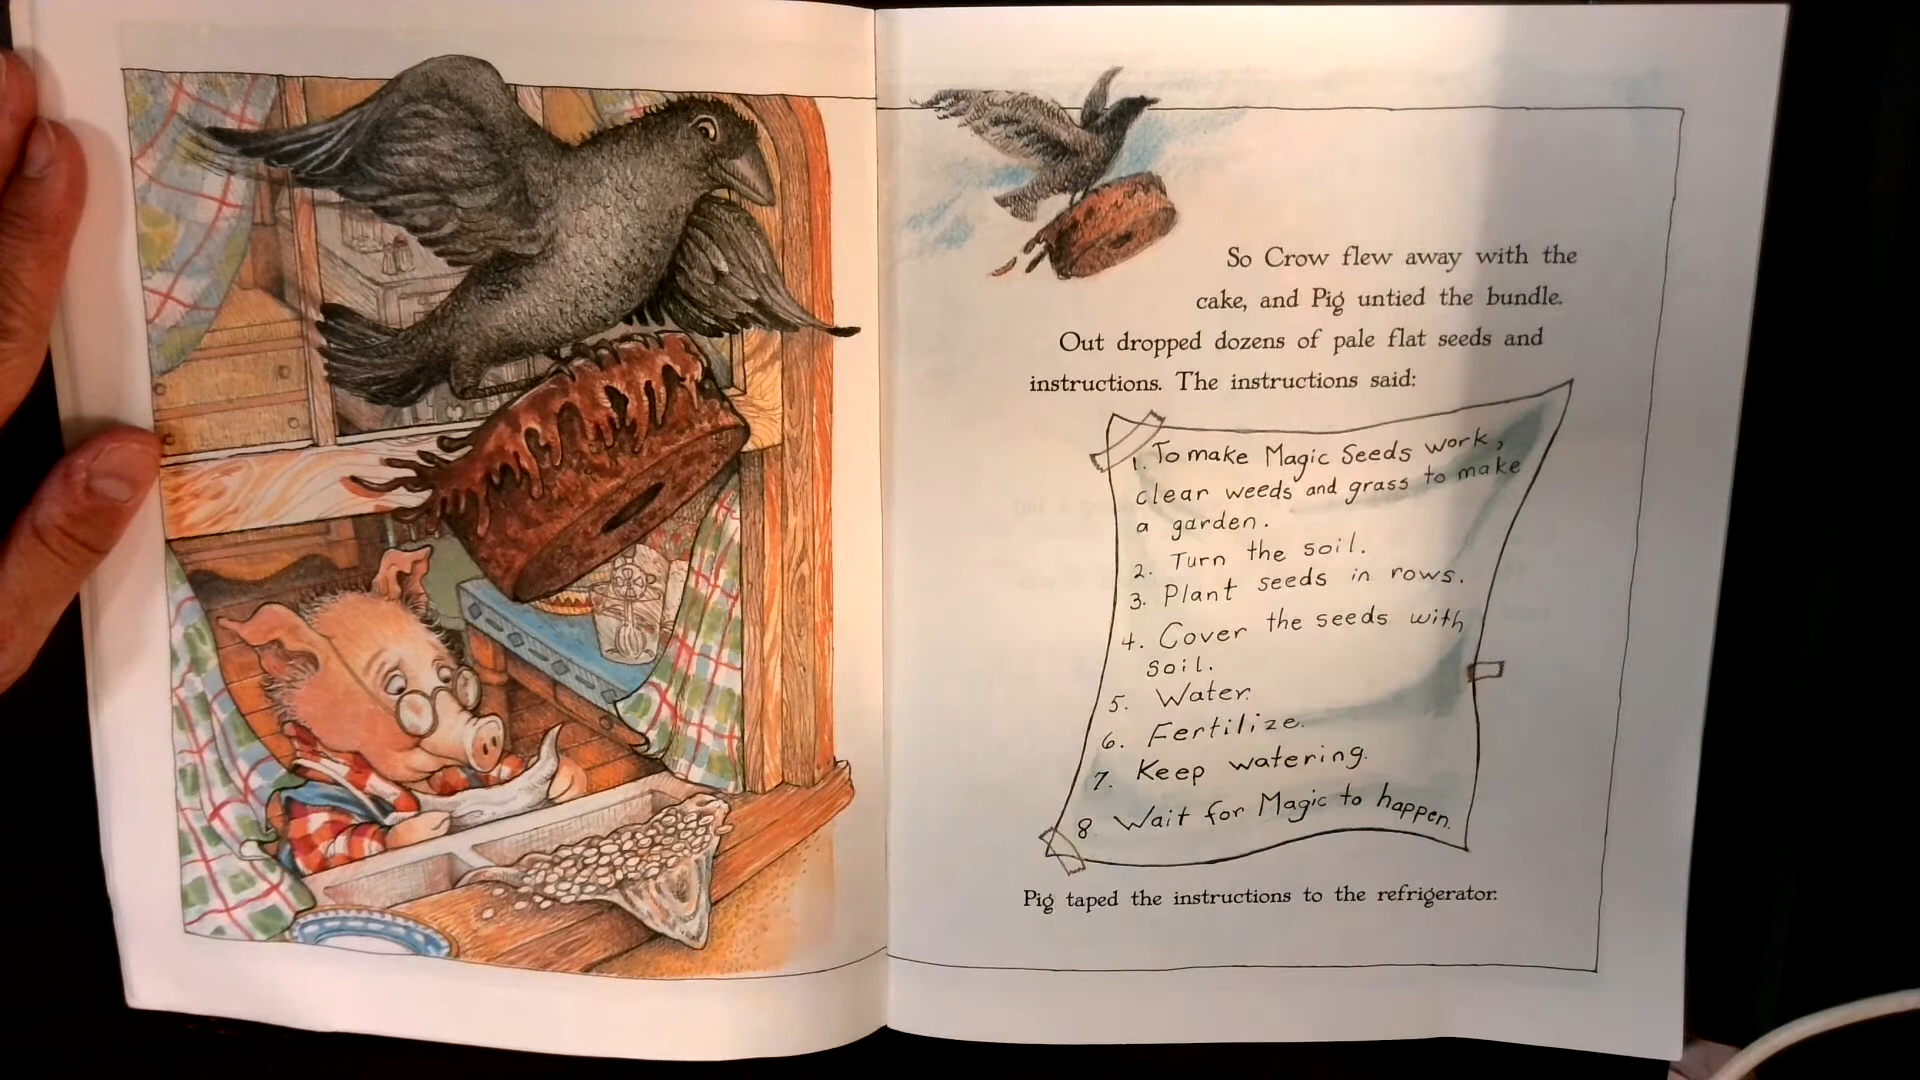 So Crow flew away with the
cake, and Pig untied the bundle.
Out dropped dozens of pale flat seeds and
instructions. The instructions said:
1. To make Magic Seeds work,
clear weeds and grass to make
a garden.
2. Turn the soil.
3. Plant seeds in rows.
4. Cover the seeds with
soil.
5. Water.
6. Fertilize.
7. Keep watering.
8 Wait for Magic to happen.
Pig taped the instructions to the refrigerator.